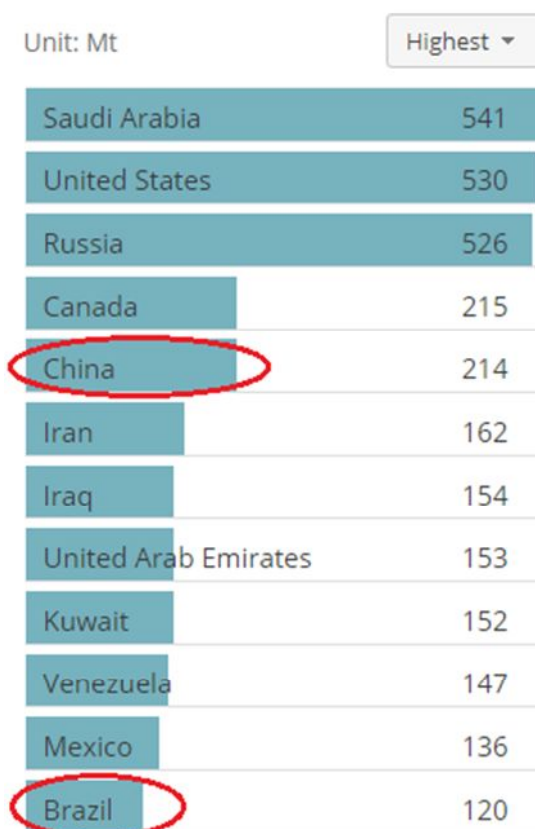 Unit: Mt Highest
Saudi Arabia 541
United States 530
Russia 526
Canada 215
China 214
Iran 162
Iraq 154
United Arab Emirates 153
Kuwait 152
Venezuela 147
Mexico 136
Brazil 120